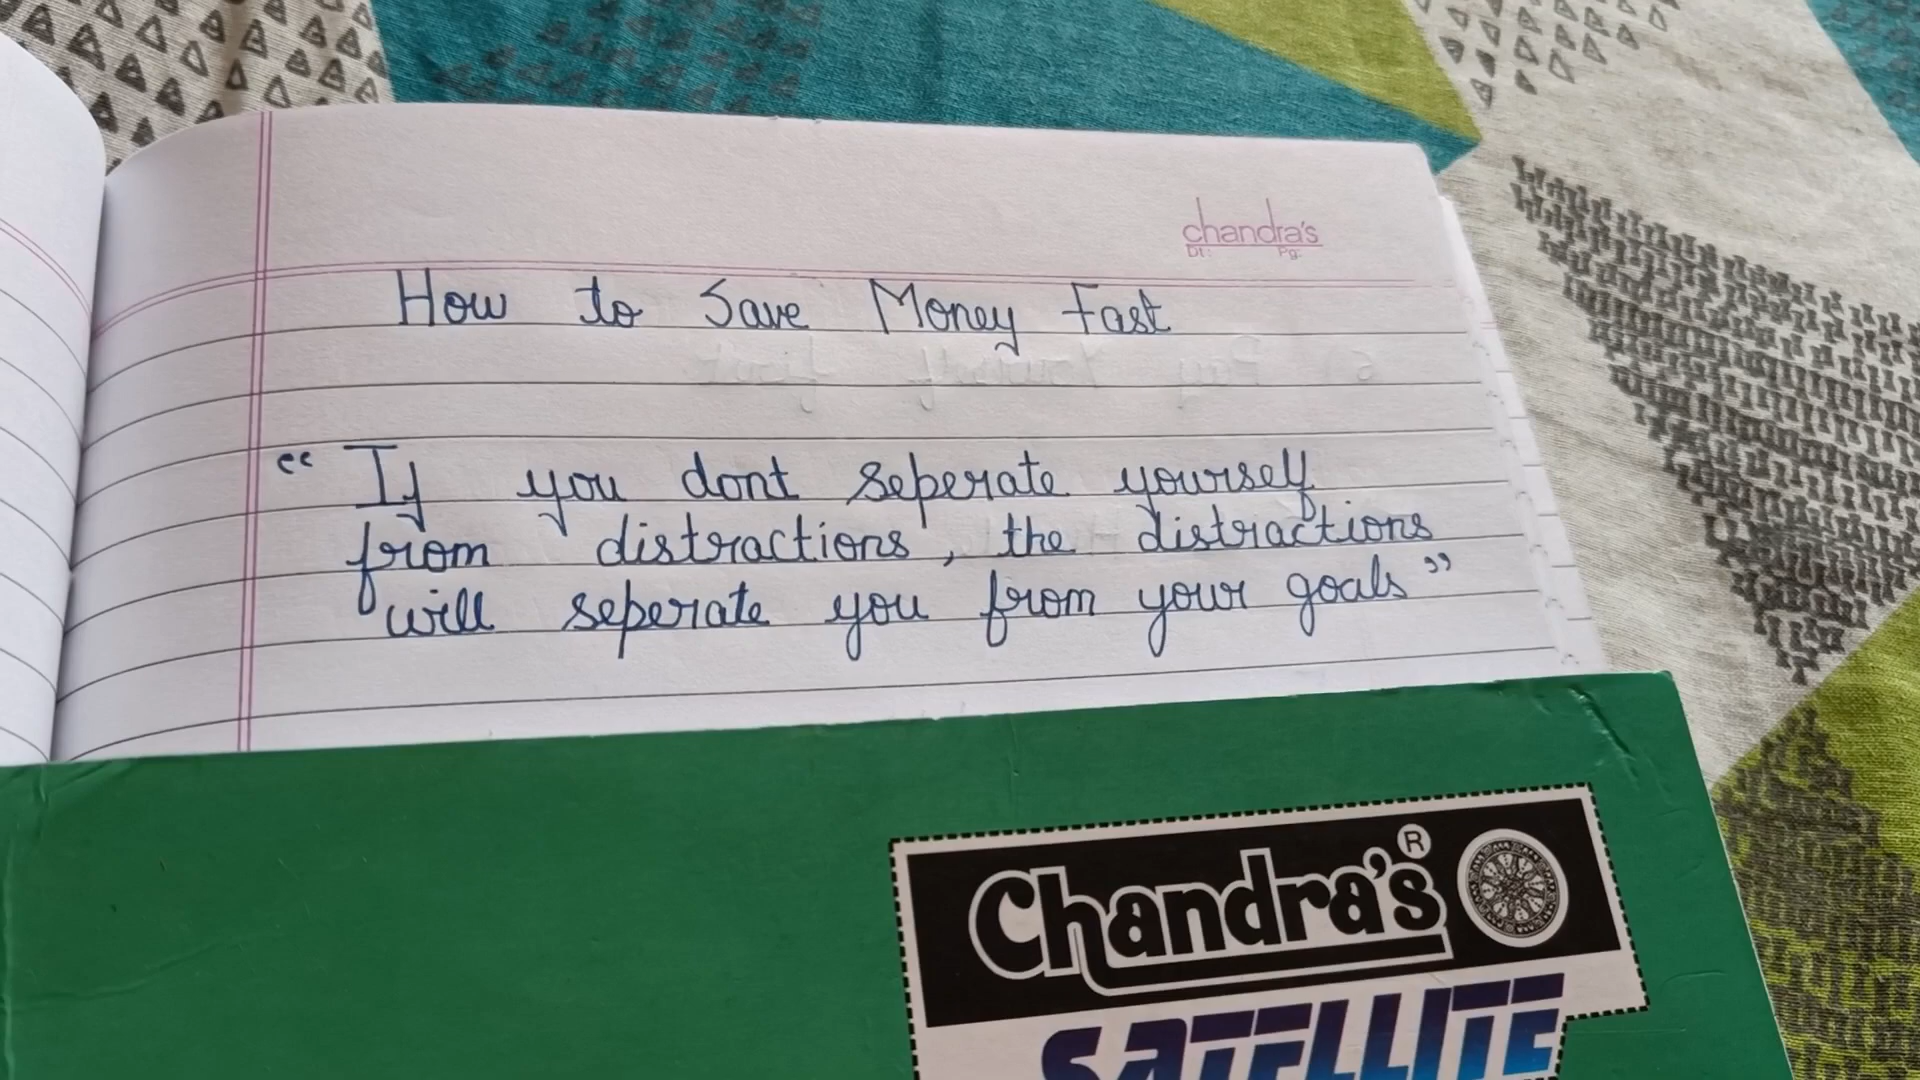 chandra's
Dt: Pg:
How to Save Money Fast
“ If you dont seperate yourself
from distractions, the distractions
will seperate you from your goals ”
Chandra's ®
SATELLITE